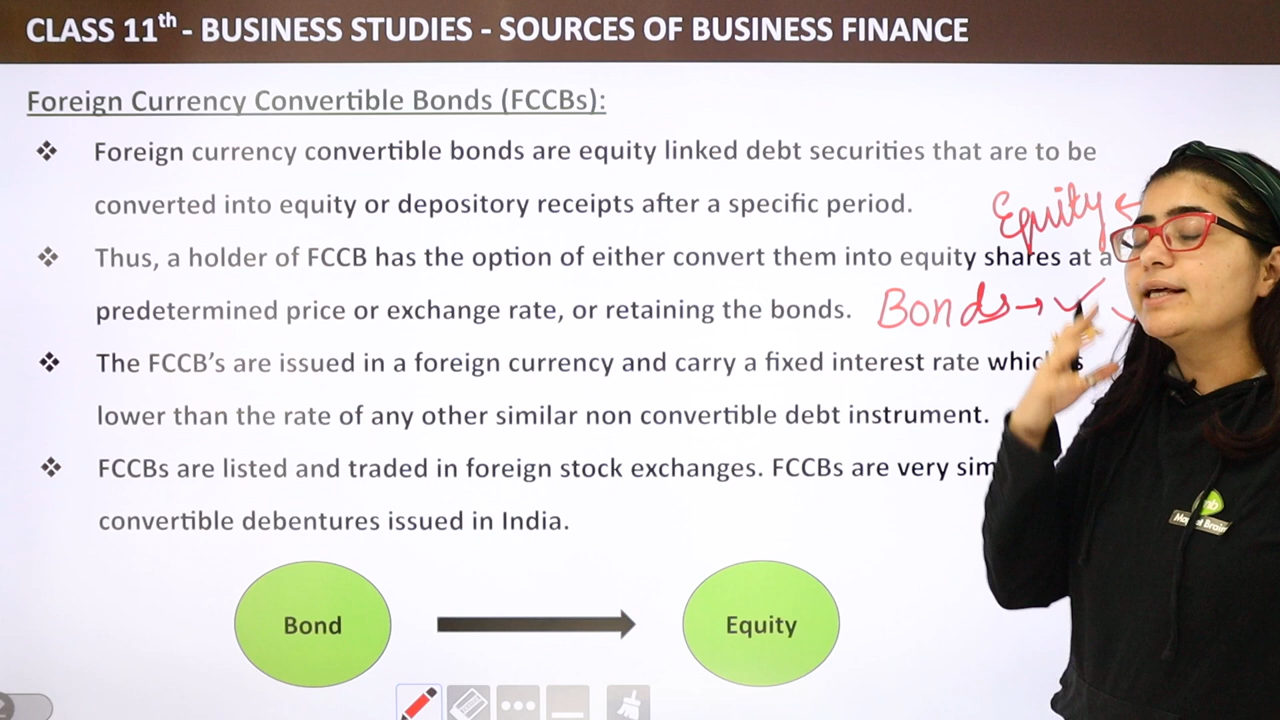 CLASS 11th - BUSINESS STUDIES - SOURCES OF BUSINESS FINANCE
Foreign Currency Convertible Bonds (FCCBs):
❖ Foreign currency convertible bonds are equity linked debt securities that are to be
converted into equity or depository receipts after a specific period.
Equity ←
❖ Thus, a holder of FCCB has the option of either convert them into equity shares at a
predetermined price or exchange rate, or retaining the bonds.
Bonds →
❖ The FCCB’s are issued in a foreign currency and carry a fixed interest rate
lower than the rate of any other similar non convertible debt instrument.
❖ FCCBs are listed and traded in foreign stock exchanges. FCCBs are very
convertible debentures issued in India.
Bond
Equity